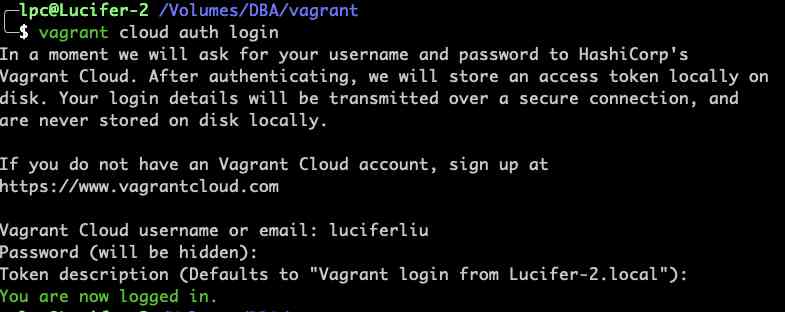 lpc@Lucifer-2 /Volumes/DBA/vagrant
$ vagrant cloud auth login
In a moment we will ask for your username and password to HashiCorp's
Vagrant Cloud. After authenticating, we will store an access token locally on
disk. Your login details will be transmitted over a secure connection, and
are never stored on disk locally.
If you do not have an Vagrant Cloud account, sign up at
https://www.vagrantcloud.com
Vagrant Cloud username or email: luciferliu
Password (will be hidden):
Token description (Defaults to "Vagrant login from Lucifer-2.local"):
You are now logged in.